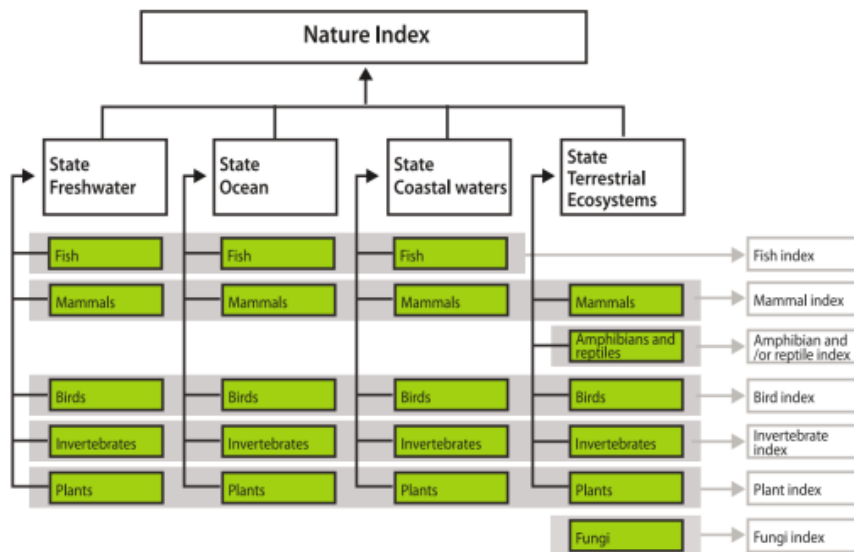 Nature Index
State
Freshwater
State
Ocean
State
Coastal waters
State
Terrestrial
Ecosystems
Fish
Fish
Fish
Fish index
Mammals
Mammals
Mammals
Mammals
Mammal index
Amphibians and
reptiles
Amphibian and
/or reptile index
Birds
Birds
Birds
Birds
Bird index
Invertebrates
Invertebrates
Invertebrates
Invertebrates
Invertebrate
index
Plants
Plants
Plants
Plants
Plant index
Fungi
Fungi index